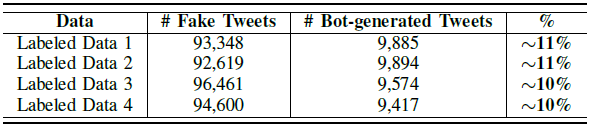 Data # Fake Tweets # Bot-generated Tweets %
Labeled Data 1 93,348 9,885 ∼11%
Labeled Data 2 92,619 9,894 ∼11%
Labeled Data 3 96,461 9,574 ∼10%
Labeled Data 4 94,600 9,417 ∼10%